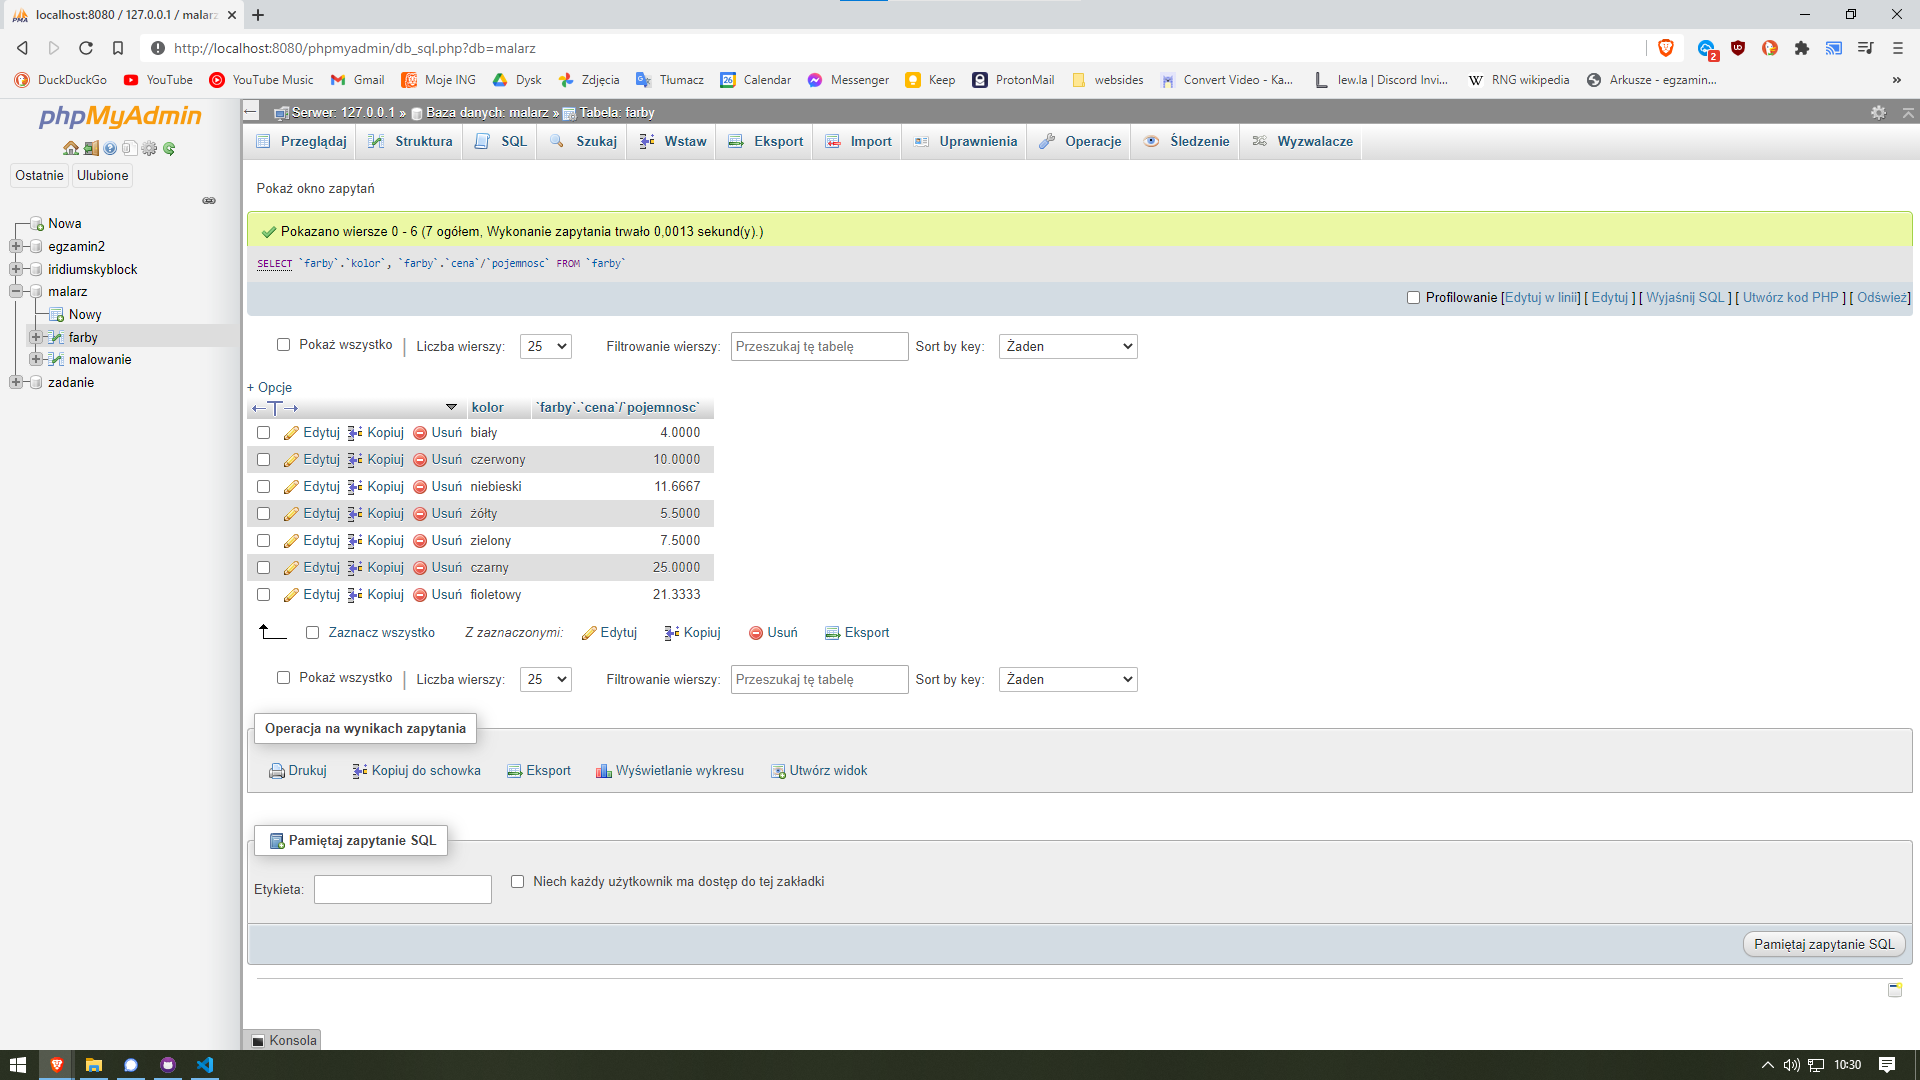 localhost:8080 / 127.0.0.1 / malarz
http://localhost:8080/phpmyadmin/db_sql.php?db=malarz
2
DuckDuckGo YouTube YouTube Music Gmail Moje ING Dysk Zdjęcia Tłumacz Calendar Messenger Keep ProtonMail websides Convert Video - Ka... lew.la | Discord Invi... RNG wikipedia Arkusze - egzamin...
phpMyAdmin
Ostatnie Ulubione
Nowa
egzamin2
iridiumskyblock
malarz
Nowy
farby
malowanie
zadanie
Serwer: 127.0.0.1 » Baza danych: malarz » Tabela: farby
Przeglądaj Struktura SQL Szukaj Wstaw Eksport Import Uprawnienia Operacje Śledzenie Wyzwalacze
Pokaż okno zapytań
Pokazano wiersze 0 - 6 (7 ogółem, Wykonanie zapytania trwało 0,0013 sekund(y).)
SELECT `farby`.`kolor`, `farby`.`cena`/`pojemnosc` FROM `farby`
Profilowanie [Edytuj w linii] [ Edytuj ] [ Wyjaśnij SQL ] [ Utwórz kod PHP ] [ Odśwież]
Pokaż wszystko | Liczba wierszy: 25 Filtrowanie wierszy: Przeszukaj tę tabelę Sort by key: Żaden
+ Opcje
←T→ kolor `farby`.`cena`/`pojemnosc`
Edytuj Kopiuj Usuń biały 4.0000
Edytuj Kopiuj Usuń czerwony 10.0000
Edytuj Kopiuj Usuń niebieski 11.6667
Edytuj Kopiuj Usuń źółty 5.5000
Edytuj Kopiuj Usuń zielony 7.5000
Edytuj Kopiuj Usuń czarny 25.0000
Edytuj Kopiuj Usuń fioletowy 21.3333
Zaznacz wszystko Z zaznaczonymi: Edytuj Kopiuj Usuń Eksport
Pokaż wszystko | Liczba wierszy: 25 Filtrowanie wierszy: Przeszukaj tę tabelę Sort by key: Żaden
Operacja na wynikach zapytania
Drukuj Kopiuj do schowka Eksport Wyświetlanie wykresu Utwórz widok
Pamiętaj zapytanie SQL
Etykieta: Niech każdy użytkownik ma dostęp do tej zakładki
Pamiętaj zapytanie SQL
Konsola
10:30